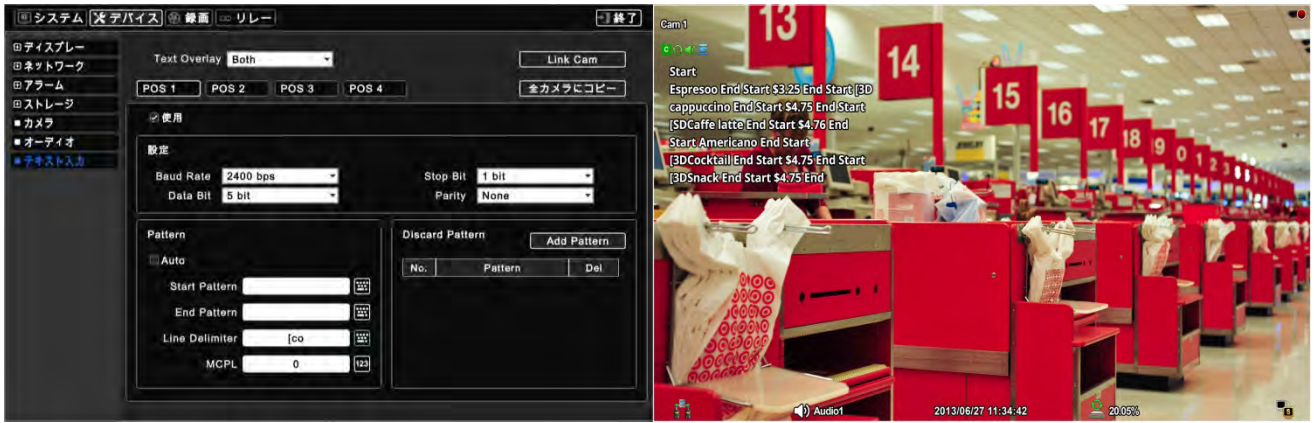 システム デバイス 録画 リレー 終了
ディスプレー
ネットワーク
アラーム
ストレージ
カメラ
オーディオ
テキスト入力
Text Overlay Both Link Cam
POS 1 POS 2 POS 3 POS 4 全カメラにコピー
使用
設定
Baud Rate 2400 bps Stop Bit 1 bit
Data Bit 5 bit Parity None
Pattern
Auto
Start Pattern
End Pattern
Line Delimiter [co
MCPL 0 123
Discard Pattern Add Pattern
No. Pattern Del
Cam 1
C
Start
Espresoo End Start $3.25 End Start [3D
cappuccino End Start $4.75 End Start
[SDCaffe latte End Start $4.76 End
Start Americano End Start
[3DCocktail End Start $4.75 End Start
[3DSnack End Start $4.75 End
13
14
15
16
17
18
19
0
1
2
3
Audio1 2013/06/27 11:34:42 20.05%